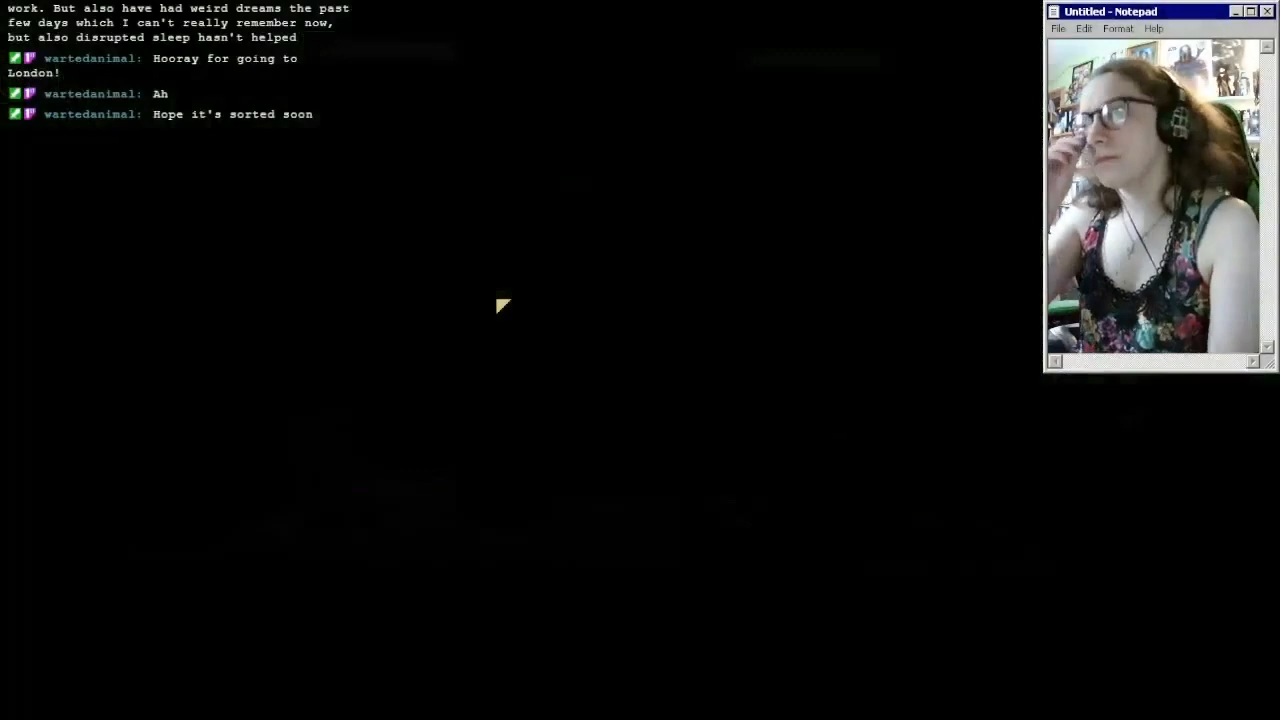 work. But also have had weird dreams the past
few days which I can't really remember now,
but also disrupted sleep hasn't helped
wartedanimal: Hooray for going to
London!
wartedanimal: Ah
wartedanimal: Hope it's sorted soon
Untitled - Notepad
File Edit Format Help